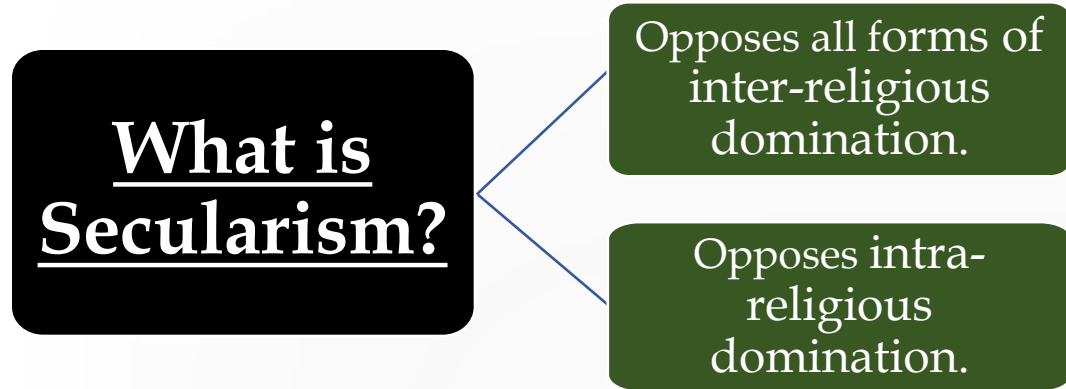 What is
Secularism?
Opposes all forms of
inter-religious
domination.
Opposes intra-
religious
domination.